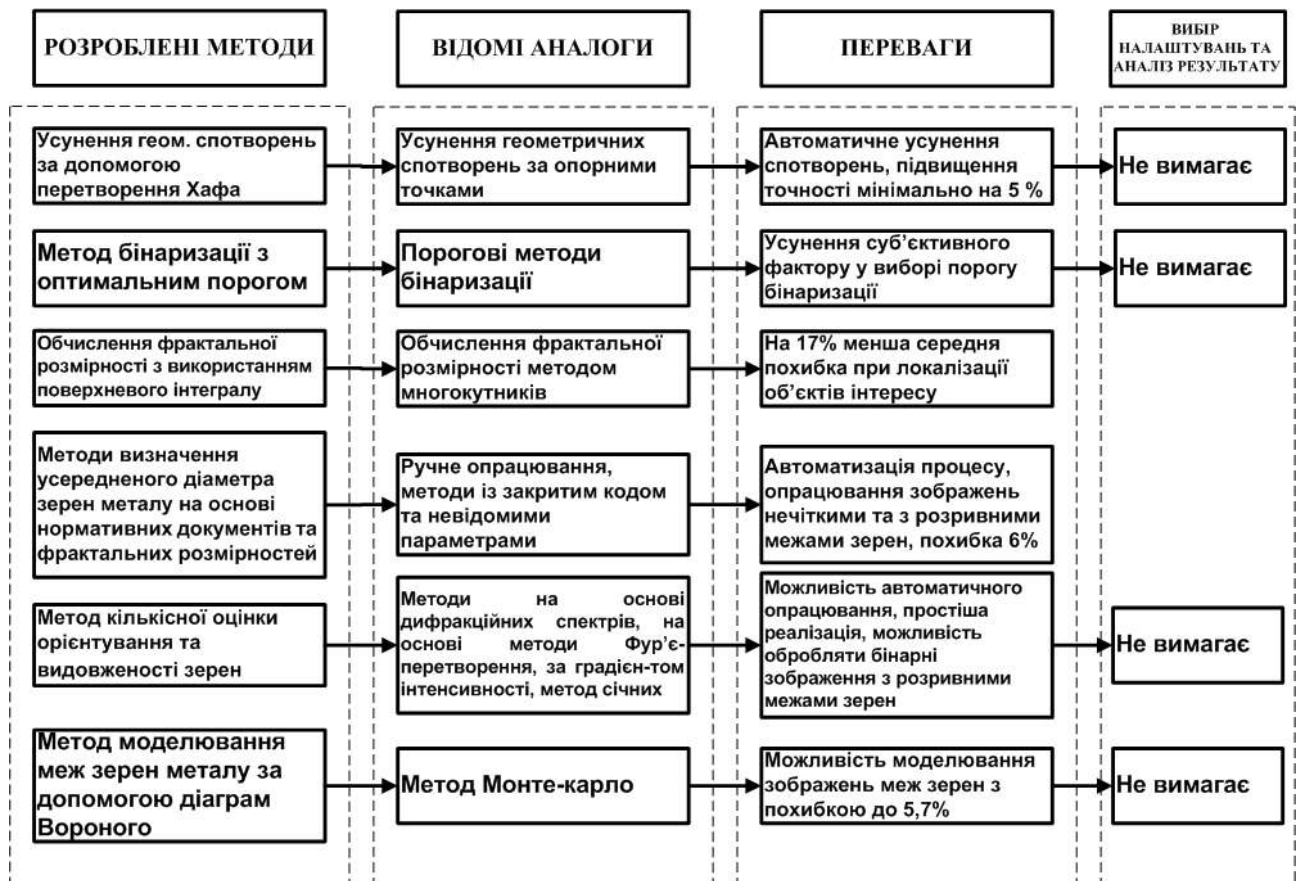 РОЗРОБЛЕНІ МЕТОДИ
ВІДОМІ АНАЛОГИ
ПЕРЕВАГИ
ВИБІР
НАЛАШТУВАНЬ ТА
АНАЛІЗ РЕЗУЛЬТАТУ
Усунення геом. спотворень
за допомогою
перетворення Хафа
Усунення геометричних
спотворень за опорними
точками
Автоматичне усунення
спотворень, підвищення
точності мінімально на 5 %
Не вимагає
Метод бінаризації з
оптимальним порогом
Порогові методи
бінаризації
Усунення суб’єктивного
фактору у виборі порогу
бінаризації
Не вимагає
Обчислення фрактальної
розмірності з використанням
поверхневого інтегралу
Обчислення фрактальної
розмірності методом
многокутників
На 17% менша середня
похибка при локалізації
об’єктів інтересу
Методи визначення
усередненого діаметра
зерен металу на основі
нормативних документів та
фрактальних розмірностей
Ручне опрацювання,
методи із закритим кодом
та невідомими
параметрами
Автоматизація процесу,
опрацювання зображень
нечіткими та з розривними
межами зерен, похибка 6%
Метод кількісної оцінки
орієнтування та
видовженості зерен
Методи на основі
дифракційних спектрів, на
основі методи Фур’є-
перетворення, за градієн-том
інтенсивності, метод січних
Можливість автоматичного
опрацювання, простіша
реалізація, можливість
обробляти бінарні
зображення з розривними
межами зерен
Не вимагає
Метод моделювання
меж зерен металу за
допомогою діаграм
Вороного
Метод Монте-карло
Можливість моделювання
зображень меж зерен з
похибкою до 5,7%
Не вимагає